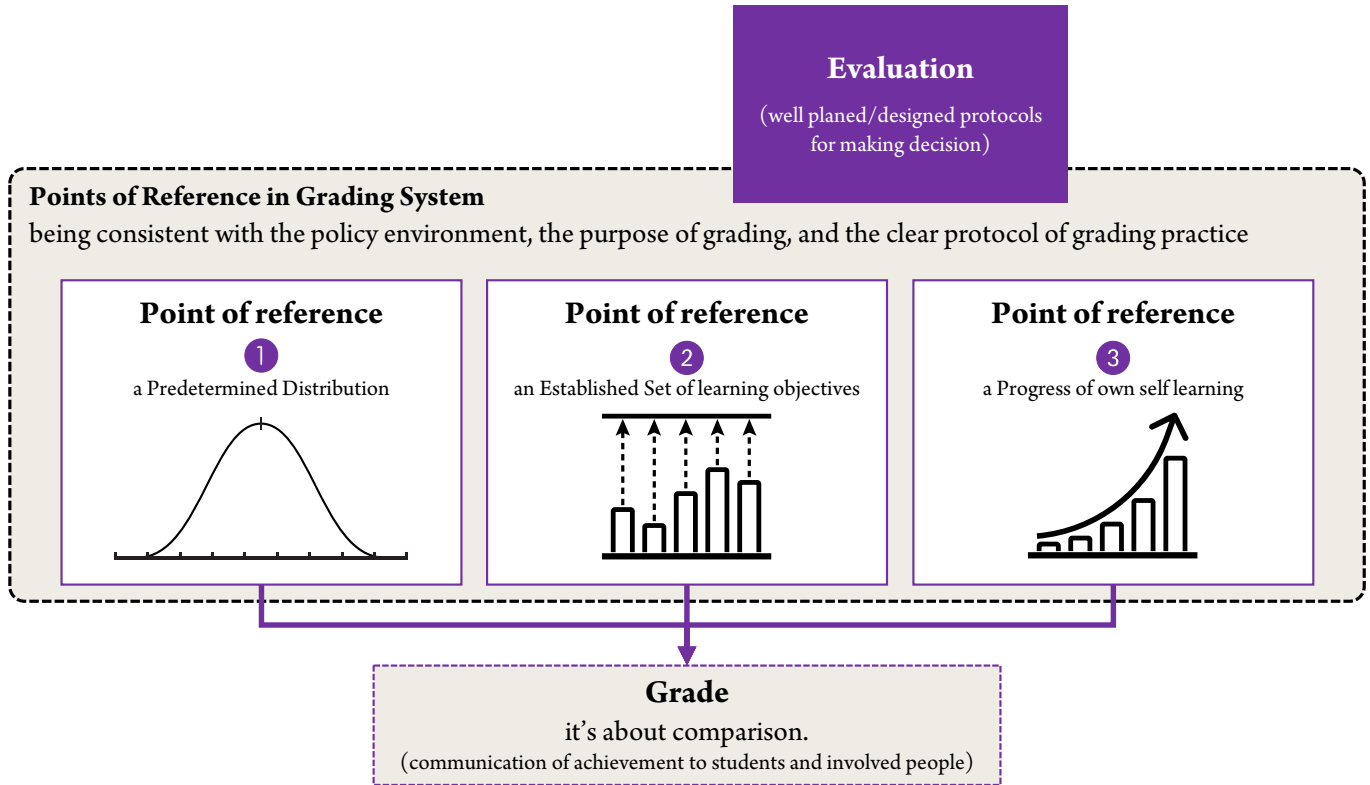 Evaluation
(well planed/designed protocols
for making decision)
Points of Reference in Grading System
being consistent with the policy environment, the purpose of grading, and the clear protocol of grading practice
Point of reference
1
a Predetermined Distribution
Point of reference
2
an Established Set of learning objectives
Point of reference
3
a Progress of own self learning
Grade
it's about comparison.
(communication of achievement to students and involved people)